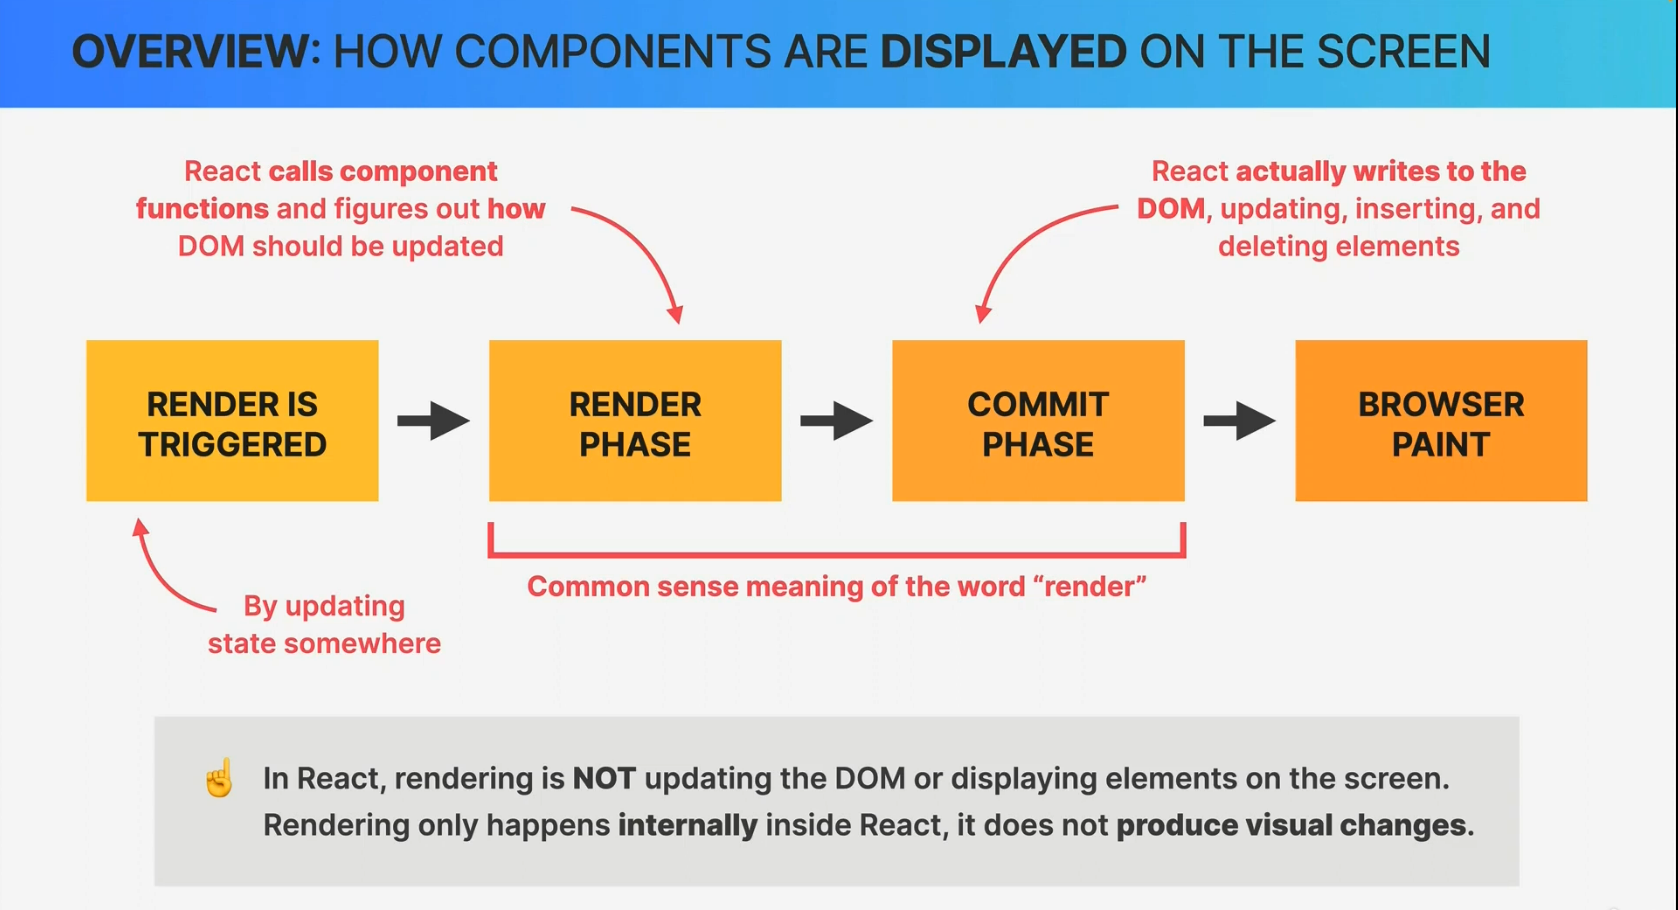 OVERVIEW: HOW COMPONENTS ARE DISPLAYED ON THE SCREEN
React calls component
functions and figures out how
DOM should be updated
React actually writes to the
DOM, updating, inserting, and
deleting elements
RENDER IS
TRIGGERED
RENDER
PHASE
COMMIT
PHASE
BROWSER
PAINT
By updating
state somewhere
Common sense meaning of the word “render”
☝️ In React, rendering is NOT updating the DOM or displaying elements on the screen.
Rendering only happens internally inside React, it does not produce visual changes.